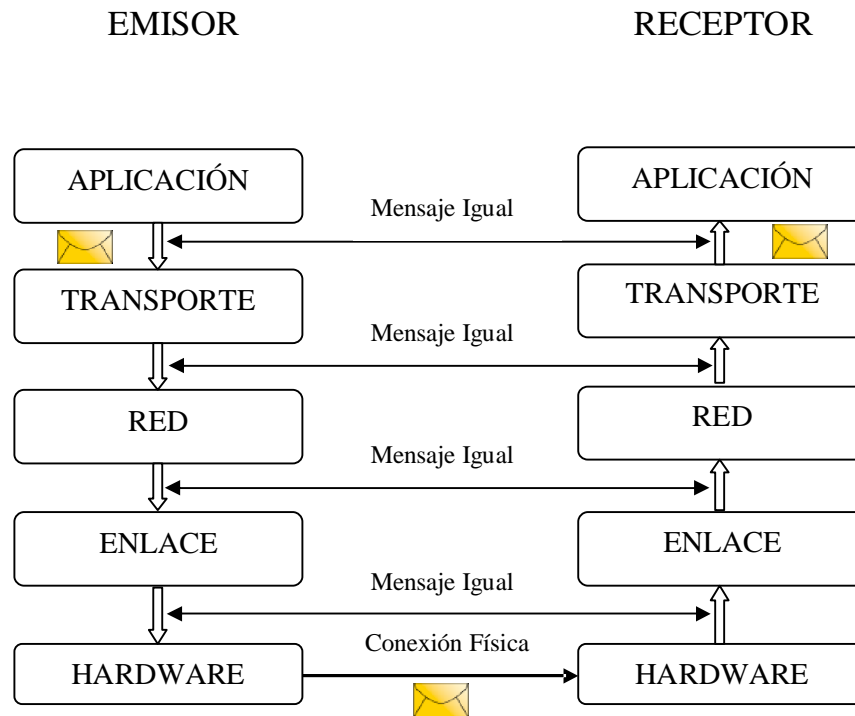 EMISOR RECEPTOR
APLICACIÓN APLICACIÓN
Mensaje Igual
TRANSPORTE TRANSPORTE
Mensaje Igual
RED RED
Mensaje Igual
ENLACE ENLACE
Mensaje Igual
Conexión Física
HARDWARE HARDWARE